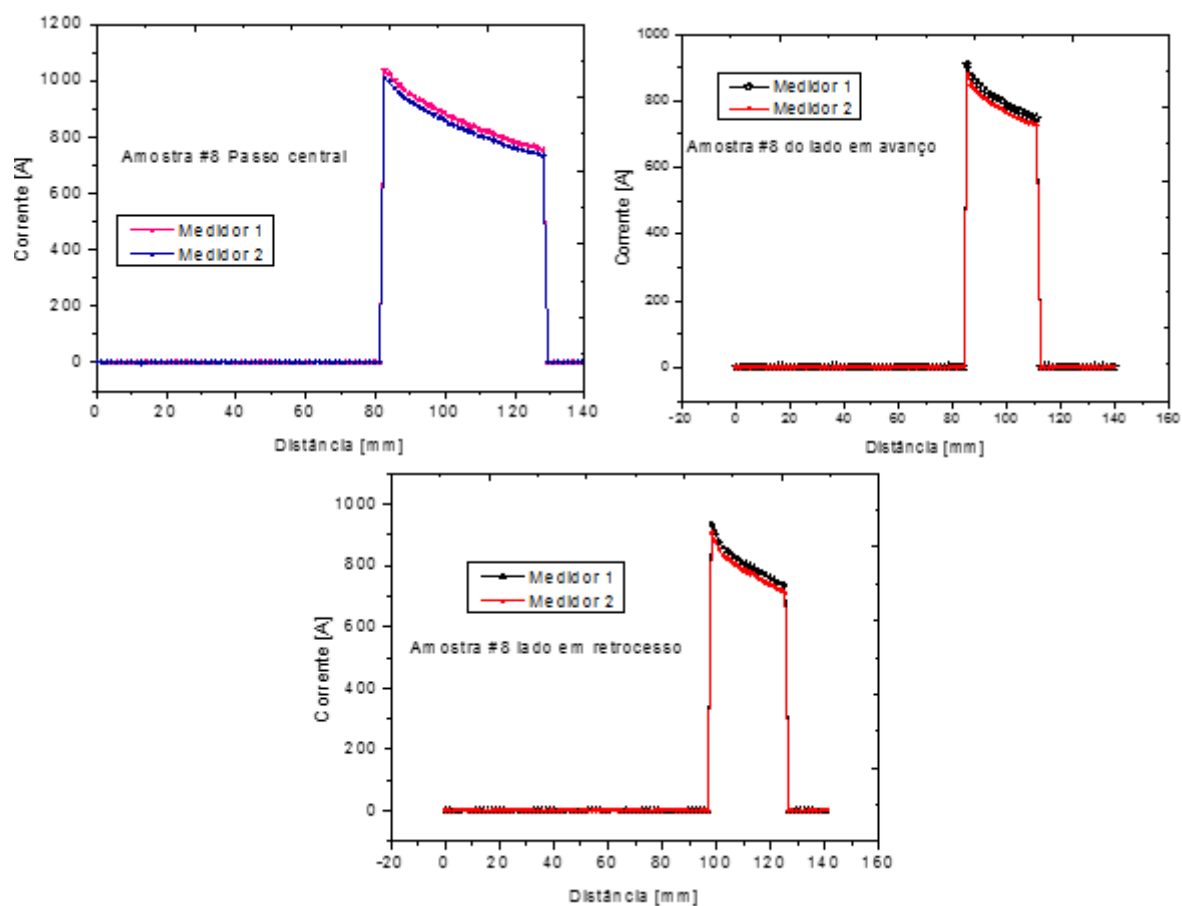 1200
1000
800
600
400
200
0
Corrente [A]
Amostra #8 Passo central
Medidor 1
Medidor 2
0 20 40 60 80 100 120 140
Distância [mm]
1000
800
600
400
200
0
Corrente [A]
Medidor 1
Medidor 2
Amostra #8 do lado em avanço
-20 0 20 40 60 80 100 120 140 160
Distância [mm]
1000
800
600
400
200
0
Corrente [A]
Medidor 1
Medidor 2
Amostra #8 lado em retrocesso
-20 0 20 40 60 80 100 120 140 160
Distância [mm]